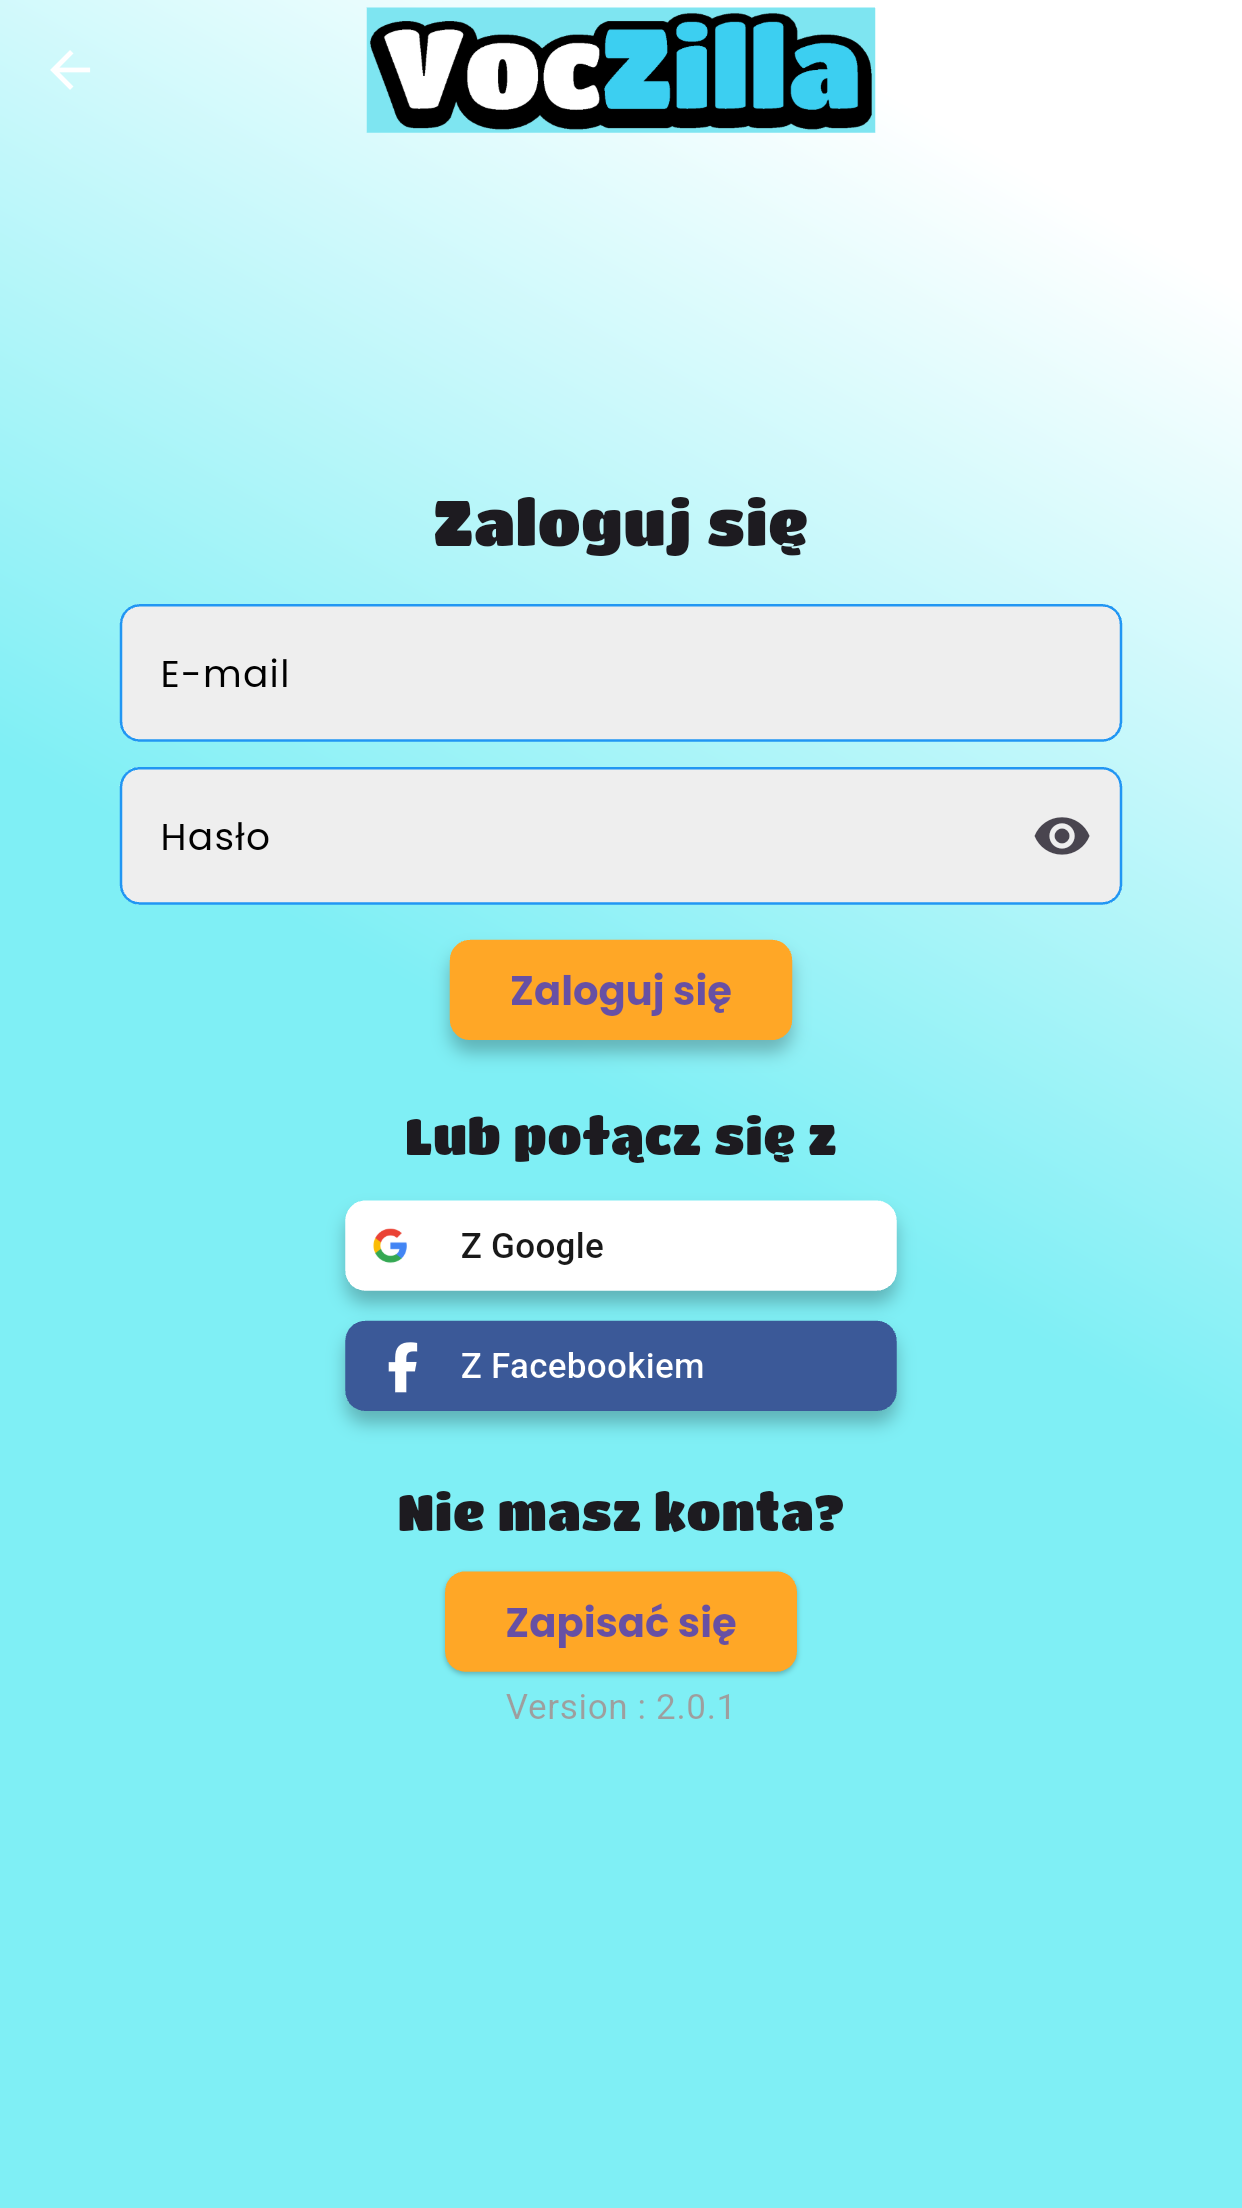 VocZilla
Zaloguj się
E-mail
Hasło
Zaloguj się
Lub połącz się z
Z Google
Z Facebookiem
Nie masz konta?
Zapisać się
Version : 2.0.1